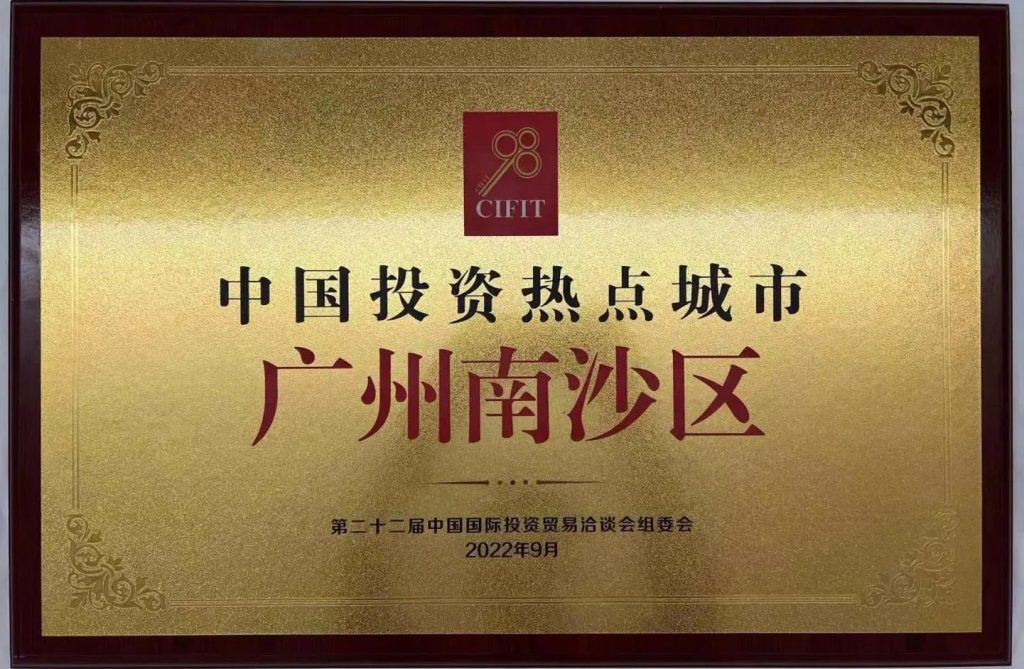 98
CIFIT
中国投资热点城市
广州南沙区
第二十二届中国国际投资贸易洽谈会组委会
2022年9月